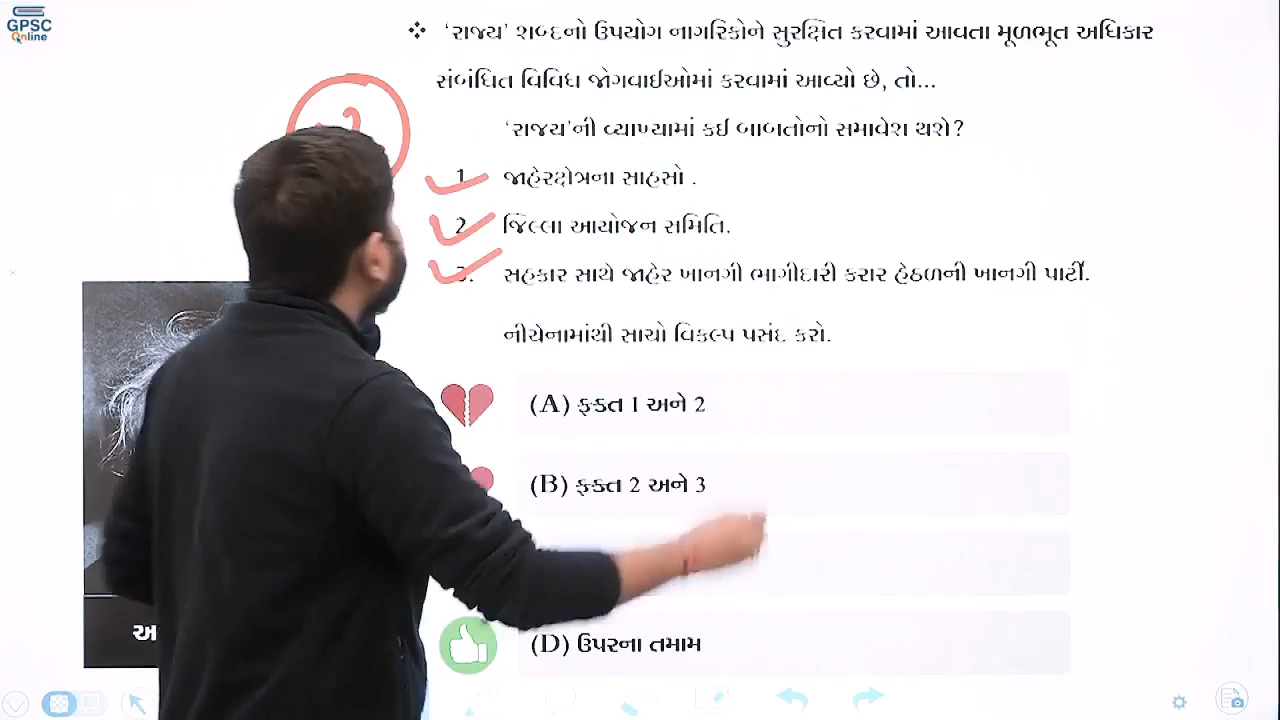 GPSC
Online
❖ ‘રાજ્ય’ શબ્દનો ઉપયોગ નાગરિકોને સુરક્ષિત કરવામાં આવતા મૂળભૂત અધિકાર
સંબંધિત વિવિધ જોગવાઈઓમાં કરવામાં આવ્યો છે, તો...
‘રાજ્ય’ની વ્યાખ્યામાં કઈ બાબતોનો સમાવેશ થશે?
1. જાહેરક્ષેત્રના સાહસો .
2. જિલ્લા આયોજન સમિતિ.
3. સહકાર સાથે જાહેર ખાનગી ભાગીદારી કરાર હેઠળની ખાનગી પાર્ટી.
નીચેનામાંથી સાચો વિકલ્પ પસંદ કરો.
(A) ફક્ત 1 અને 2
(B) ફક્ત 2 અને 3
(D) ઉપરના તમામ